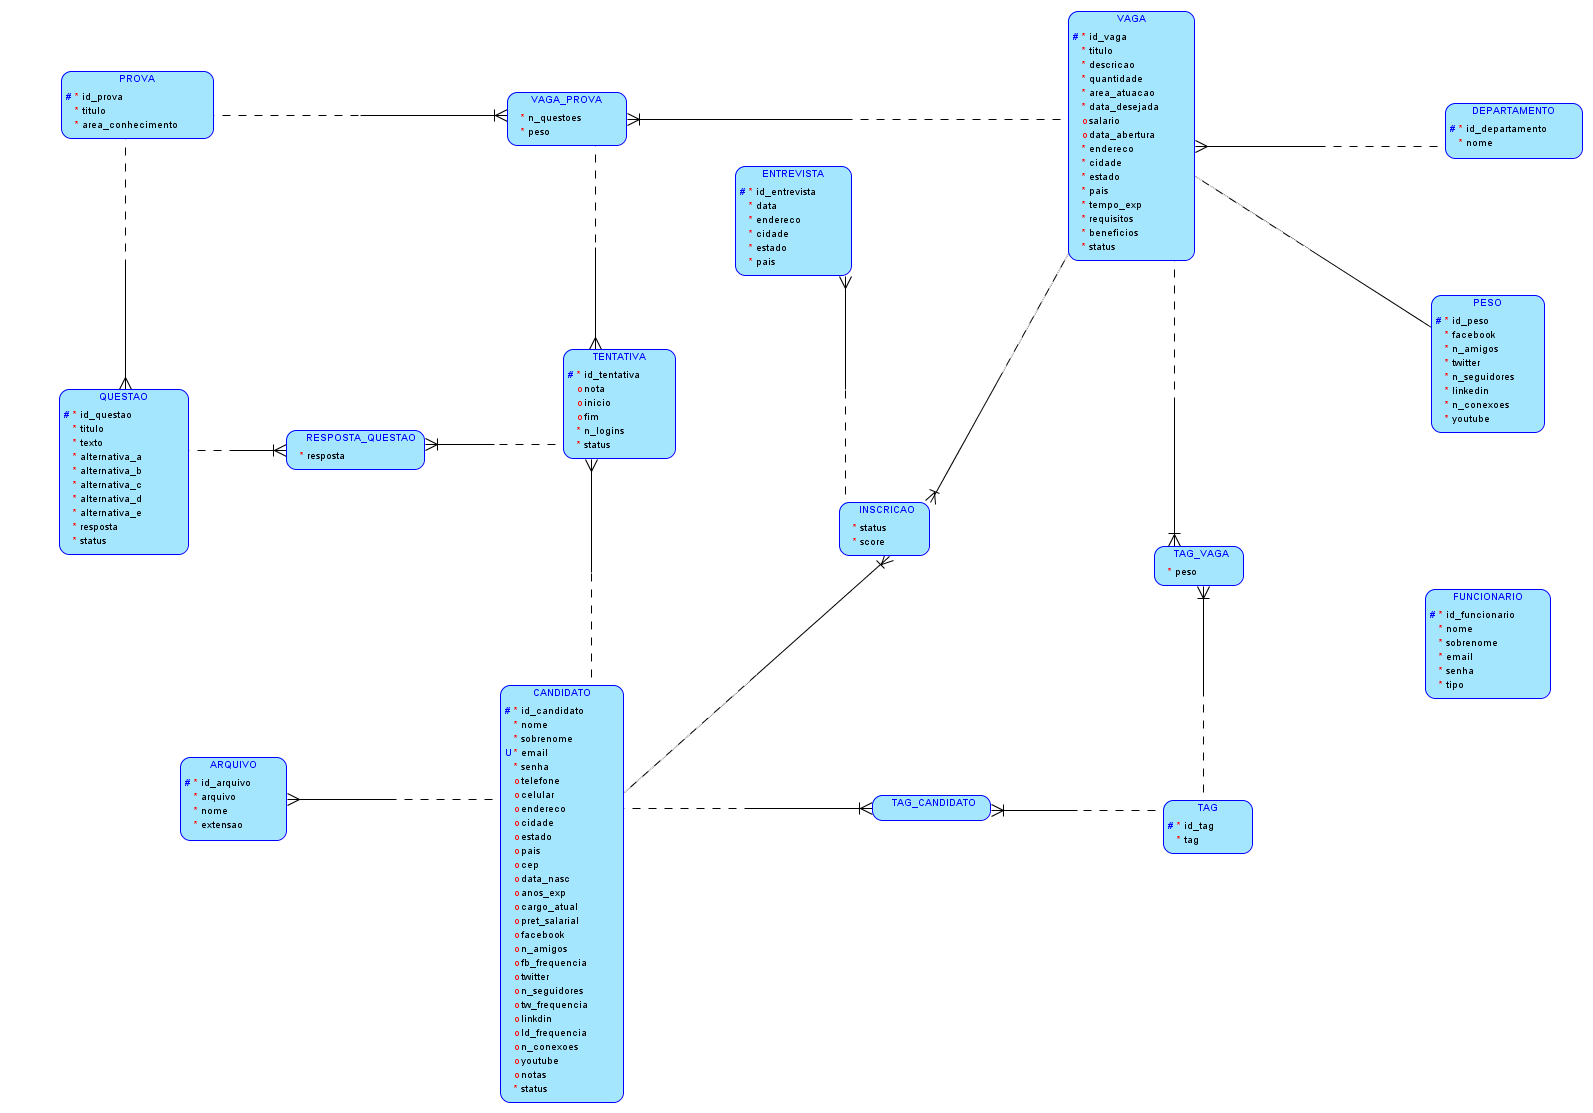 VAGA
# * id_vaga
* titulo
* descricao
* quantidade
* area_atuacao
* data_desejada
o salario
o data_abertura
* endereco
* cidade
* estado
* pais
* tempo_exp
* requisitos
* beneficios
* status
PROVA
# * id_prova
* titulo
* area_conhecimento
VAGA_PROVA
* n_questoes
* peso
DEPARTAMENTO
# * id_departamento
* nome
ENTREVISTA
# * id_entrevista
* data
* endereco
* cidade
* estado
* pais
PESO
# * id_peso
* facebook
* n_amigos
* twitter
* n_seguidores
* linkedin
* n_conexoes
* youtube
TENTATIVA
# * id_tentativa
o nota
o inicio
o fim
* n_logins
* status
QUESTAO
# * id_questao
* titulo
* texto
* alternativa_a
* alternativa_b
* alternativa_c
* alternativa_d
* alternativa_e
* resposta
* status
RESPOSTA_QUESTAO
* resposta
INSCRICAO
* status
* score
TAG_VAGA
* peso
FUNCIONARIO
# * id_funcionario
* nome
* sobrenome
* email
* senha
* tipo
CANDIDATO
# * id_candidato
* nome
* sobrenome
U * email
* senha
o telefone
o celular
o endereco
o cidade
o estado
o pais
o cep
o data_nasc
o anos_exp
o cargo_atual
o pret_salarial
o facebook
o n_amigos
o fb_frequencia
o twitter
o n_seguidores
o tw_frequencia
o linkdin
o ld_frequencia
o n_conexoes
o youtube
o notas
* status
ARQUIVO
# * id_arquivo
* arquivo
* nome
* extensao
TAG_CANDIDATO
TAG
# * id_tag
* tag